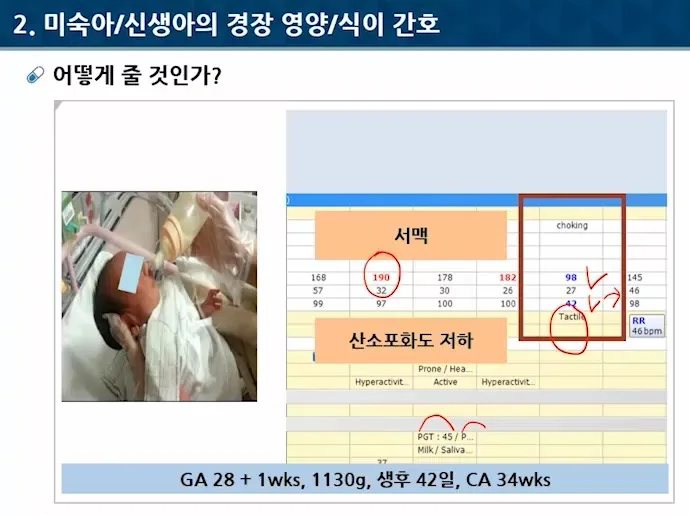 2. 미숙아/신생아의 경장 영양/식이 간호
어떻게 줄 것인가?
choking
서맥
168 190 178 182 98 145
57 32 30 26 27 46
99 97 100 100 42 98
Tactile
RR
46 bpm
산소포화도 저하
Prone / Hea...
Hyperactivit... Active Hyperactivit...
PGT : 45 / P...
Milk / Saliva...
37
GA 28 + 1wks, 1130g, 생후 42일, CA 34wks